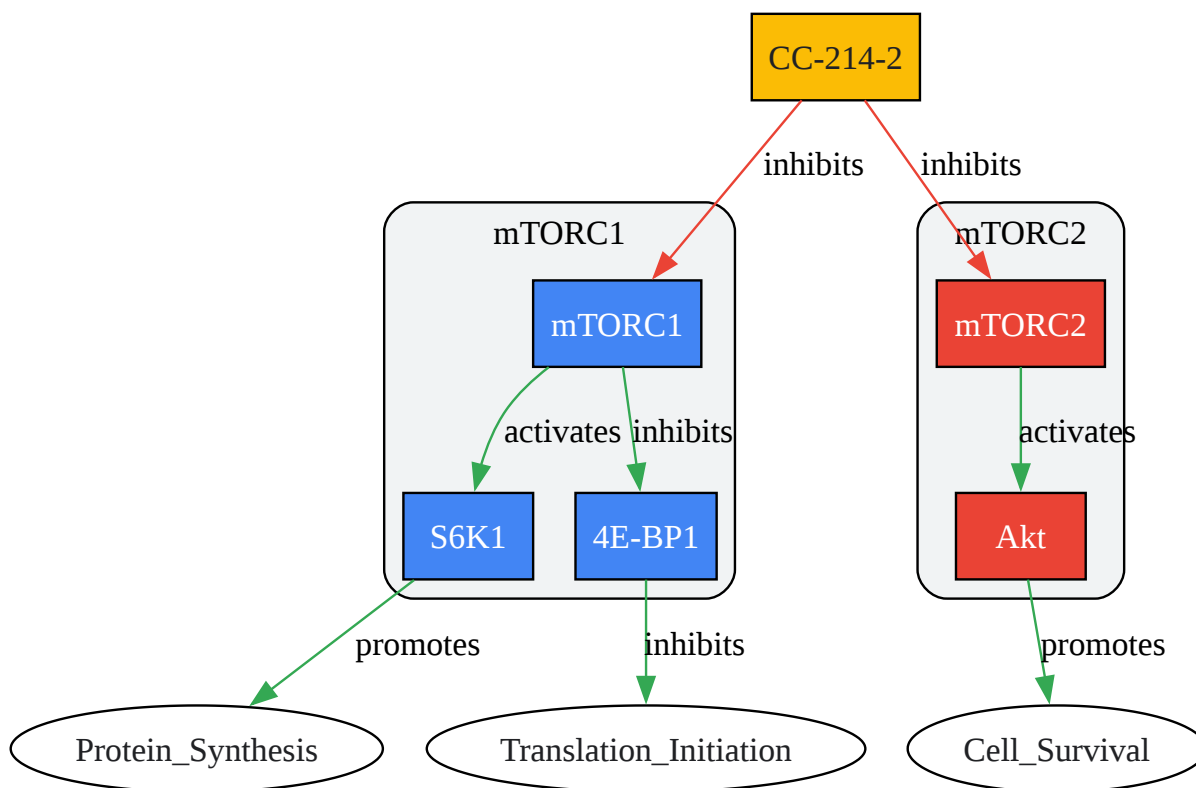 CC-214-2
inhibits
inhibits
mTORC1
mTORC2
mTORC1
mTORC2
activates
inhibits
activates
S6K1
4E-BP1
Akt
promotes
inhibits
promotes
Protein_Synthesis
Translation_Initiation
Cell_Survival